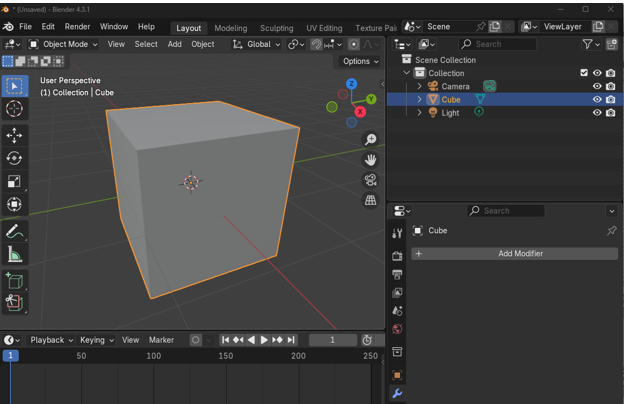 * (Unsaved) - Blender 4.3.1
File Edit Render Window Help Layout Modeling Sculpting UV Editing Texture Pai Scene ViewLayer
Object Mode View Select Add Object Global
Search
Options
User Perspective
(1) Collection | Cube
Z
Y
X
Scene Collection
Collection
Camera
Cube
Light
Search
Cube
Add Modifier
Playback Keying View Marker 1
1 50 100 150 200 250